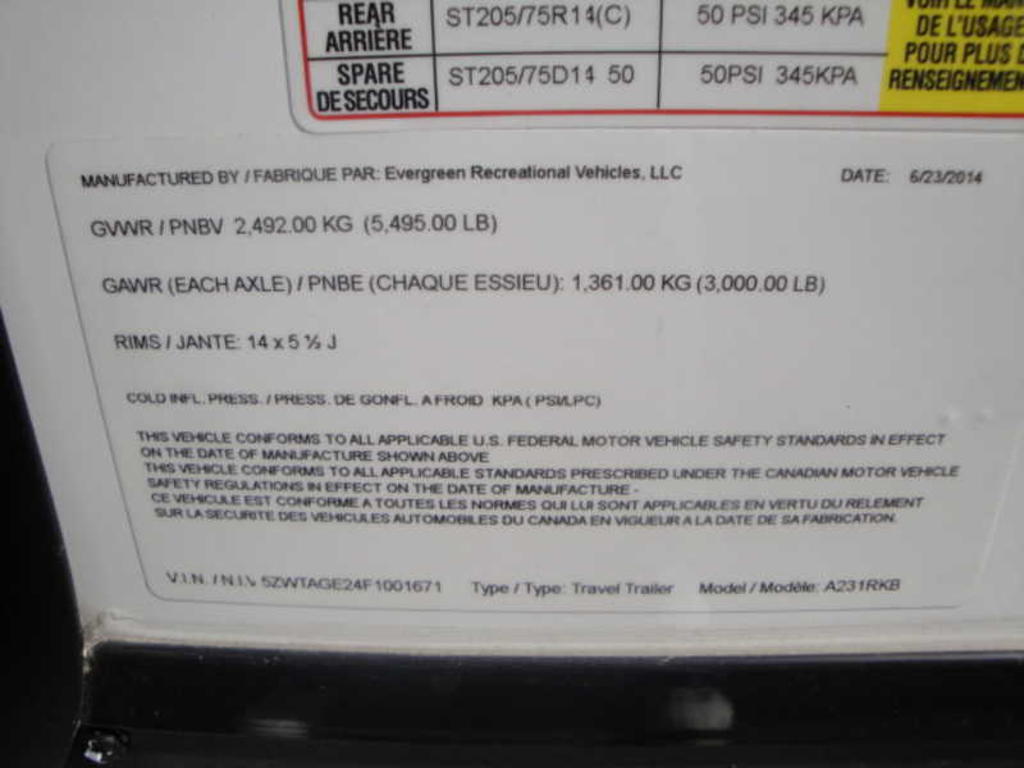 REAR ST205/75R14(C) 50 PSI 345 KPA
ARRIÈRE
SPARE ST205/75D14 50 50PSI 345KPA
DE SECOURS
DE L'USAGE
POUR PLUS
RENSEIGNEMEN
MANUFACTURED BY / FABRIQUE PAR: Evergreen Recreational Vehicles, LLC DATE: 6/23/2014
GVWR / PNBV 2,492.00 KG (5,495.00 LB)
GAWR (EACH AXLE) / PNBE (CHAQUE ESSIEU): 1,361.00 KG (3,000.00 LB)
RIMS / JANTE: 14 x 5 ½ J
COLD INFL. PRESS. / PRESS. DE GONFL. A FROID KPA ( PSI/LPC)
THIS VEHICLE CONFORMS TO ALL APPLICABLE U.S. FEDERAL MOTOR VEHICLE SAFETY STANDARDS IN EFFECT
ON THE DATE OF MANUFACTURE SHOWN ABOVE
THIS VEHICLE CONFORMS TO ALL APPLICABLE STANDARDS PRESCRIBED UNDER THE CANADIAN MOTOR VEHICLE
SAFETY REGULATIONS IN EFFECT ON THE DATE OF MANUFACTURE -
CE VEHICULE EST CONFORME A TOUTES LES NORMES QUI LUI SONT APPLICABLES EN VERTU DU RELEMENT
SUR LA SECURITE DES VEHICULES AUTOMOBILES DU CANADA EN VIGUEUR A LA DATE DE SA FABRICATION.
V.I.N. / N.I.V 5ZWTAGE24F1001671 Type / Type: Travel Trailer Model / Modèle: A231RKB